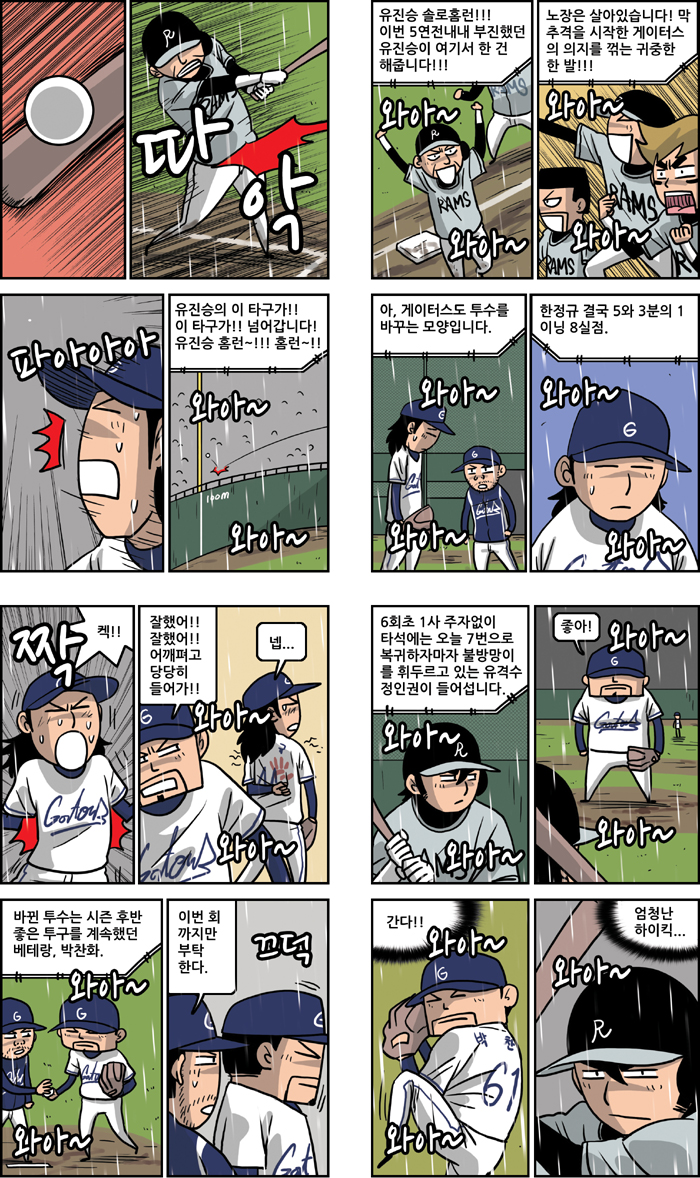 R
RAMS
따
악
파아아아
유진승의 이 타구가!!
이 타구가!! 넘어갑니다!
유진승 홈런~!!! 홈런~!!
와아~
100m
와아~
유진승 솔로홈런!!!
이번 5연전내내 부진했던
유진승이 여기서 한 건
해줍니다!!!
RAMS
와아~
R
RAMS
와아~
노장은 살아있습니다! 막
추격을 시작한 게이터스
의 의지를 꺾는 귀중한
한 발!!!
와아~
RAMS
와아~
RAMS
R
아, 게이터스도 투수를
바꾸는 모양입니다.
와아~
G
G
와아~
한정규 결국 5와 3분의 1
이닝 8실점.
와아~
G
와아~
짝
켁!!
Gators
잘했어!!
잘했어!!
어깨펴고
당당히
들어가!!
넵...
G
와아~
와아~
Gators
바뀐 투수는 시즌 후반
좋은 투구를 계속했던
베테랑, 박찬화.
와아~
G
G
와아~
이번 회
까지만
부탁
한다.
끄덕
G
G
Gat
6회초 1사 주자없이
타석에는 오늘 7번으로
복귀하자마자 불방망이
를 휘두르고 있는 유격수
정인권이 들어섭니다.
와아~
R
와아~
좋아!
와아~
G
Gators
와아~
간다!!
와아~
G
박 찬
61
와아~
엄청난
하이킥...
와아~
R